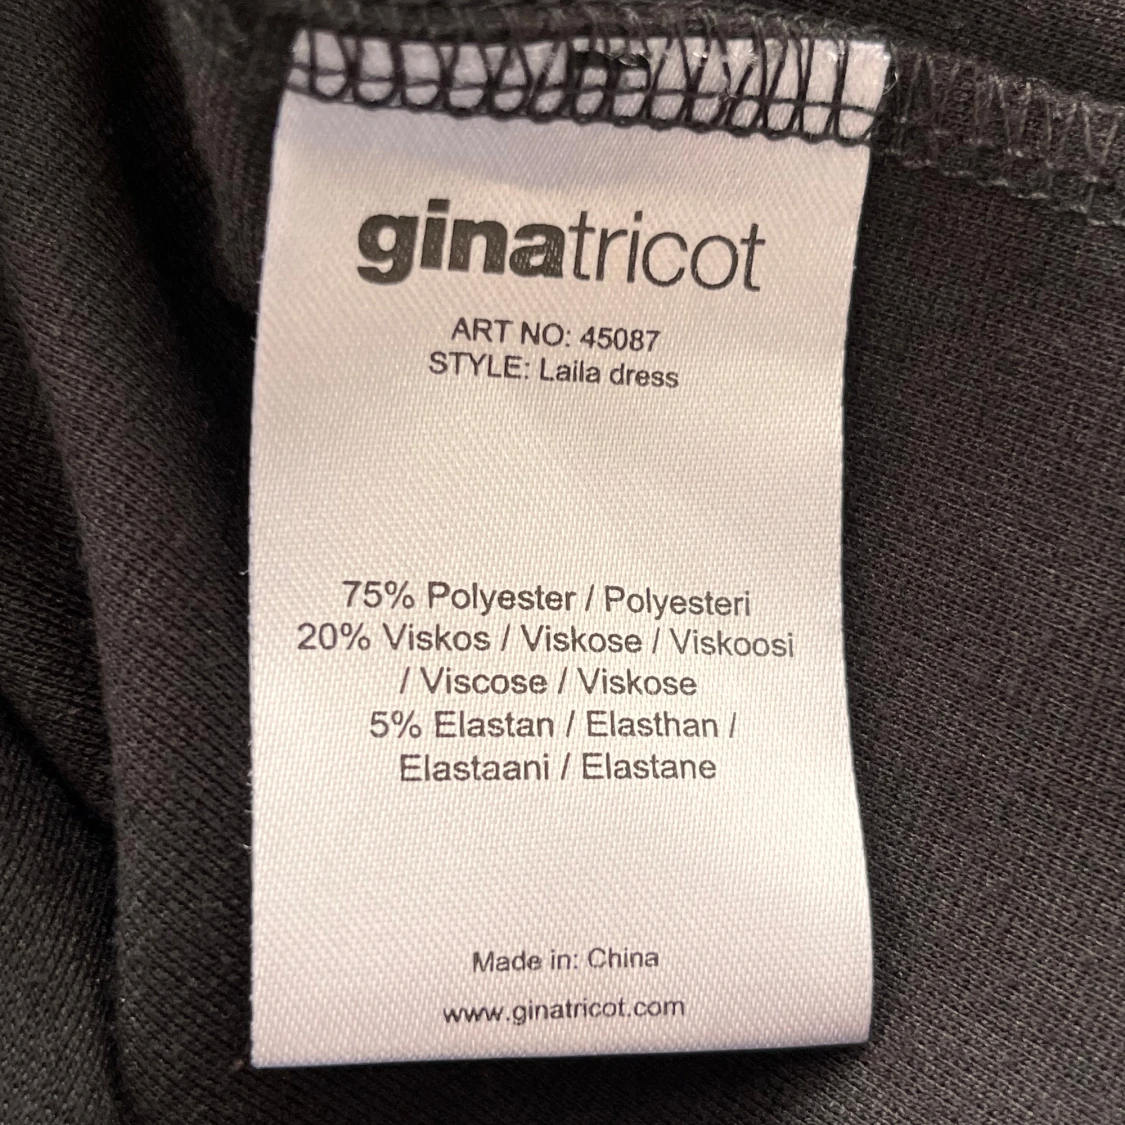 ginatricot
ART NO: 45087
STYLE: Laila dress
75% Polyester / Polyesteri
20% Viskos / Viskose / Viskoosi
/ Viscose / Viskose
5% Elastan / Elasthan /
Elastaani / Elastane
Made in: China
www.ginatricot.com